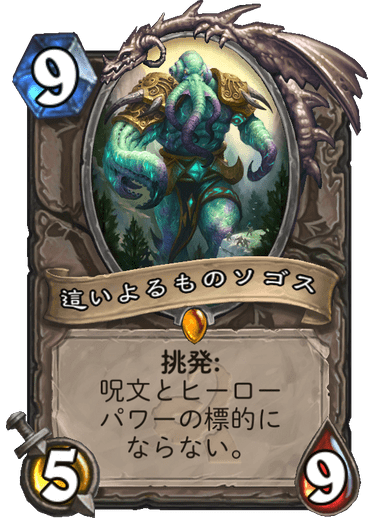 9
這いよるものソゴス
挑発:
呪文とヒーロー
パワーの標的に
ならない。
5
9